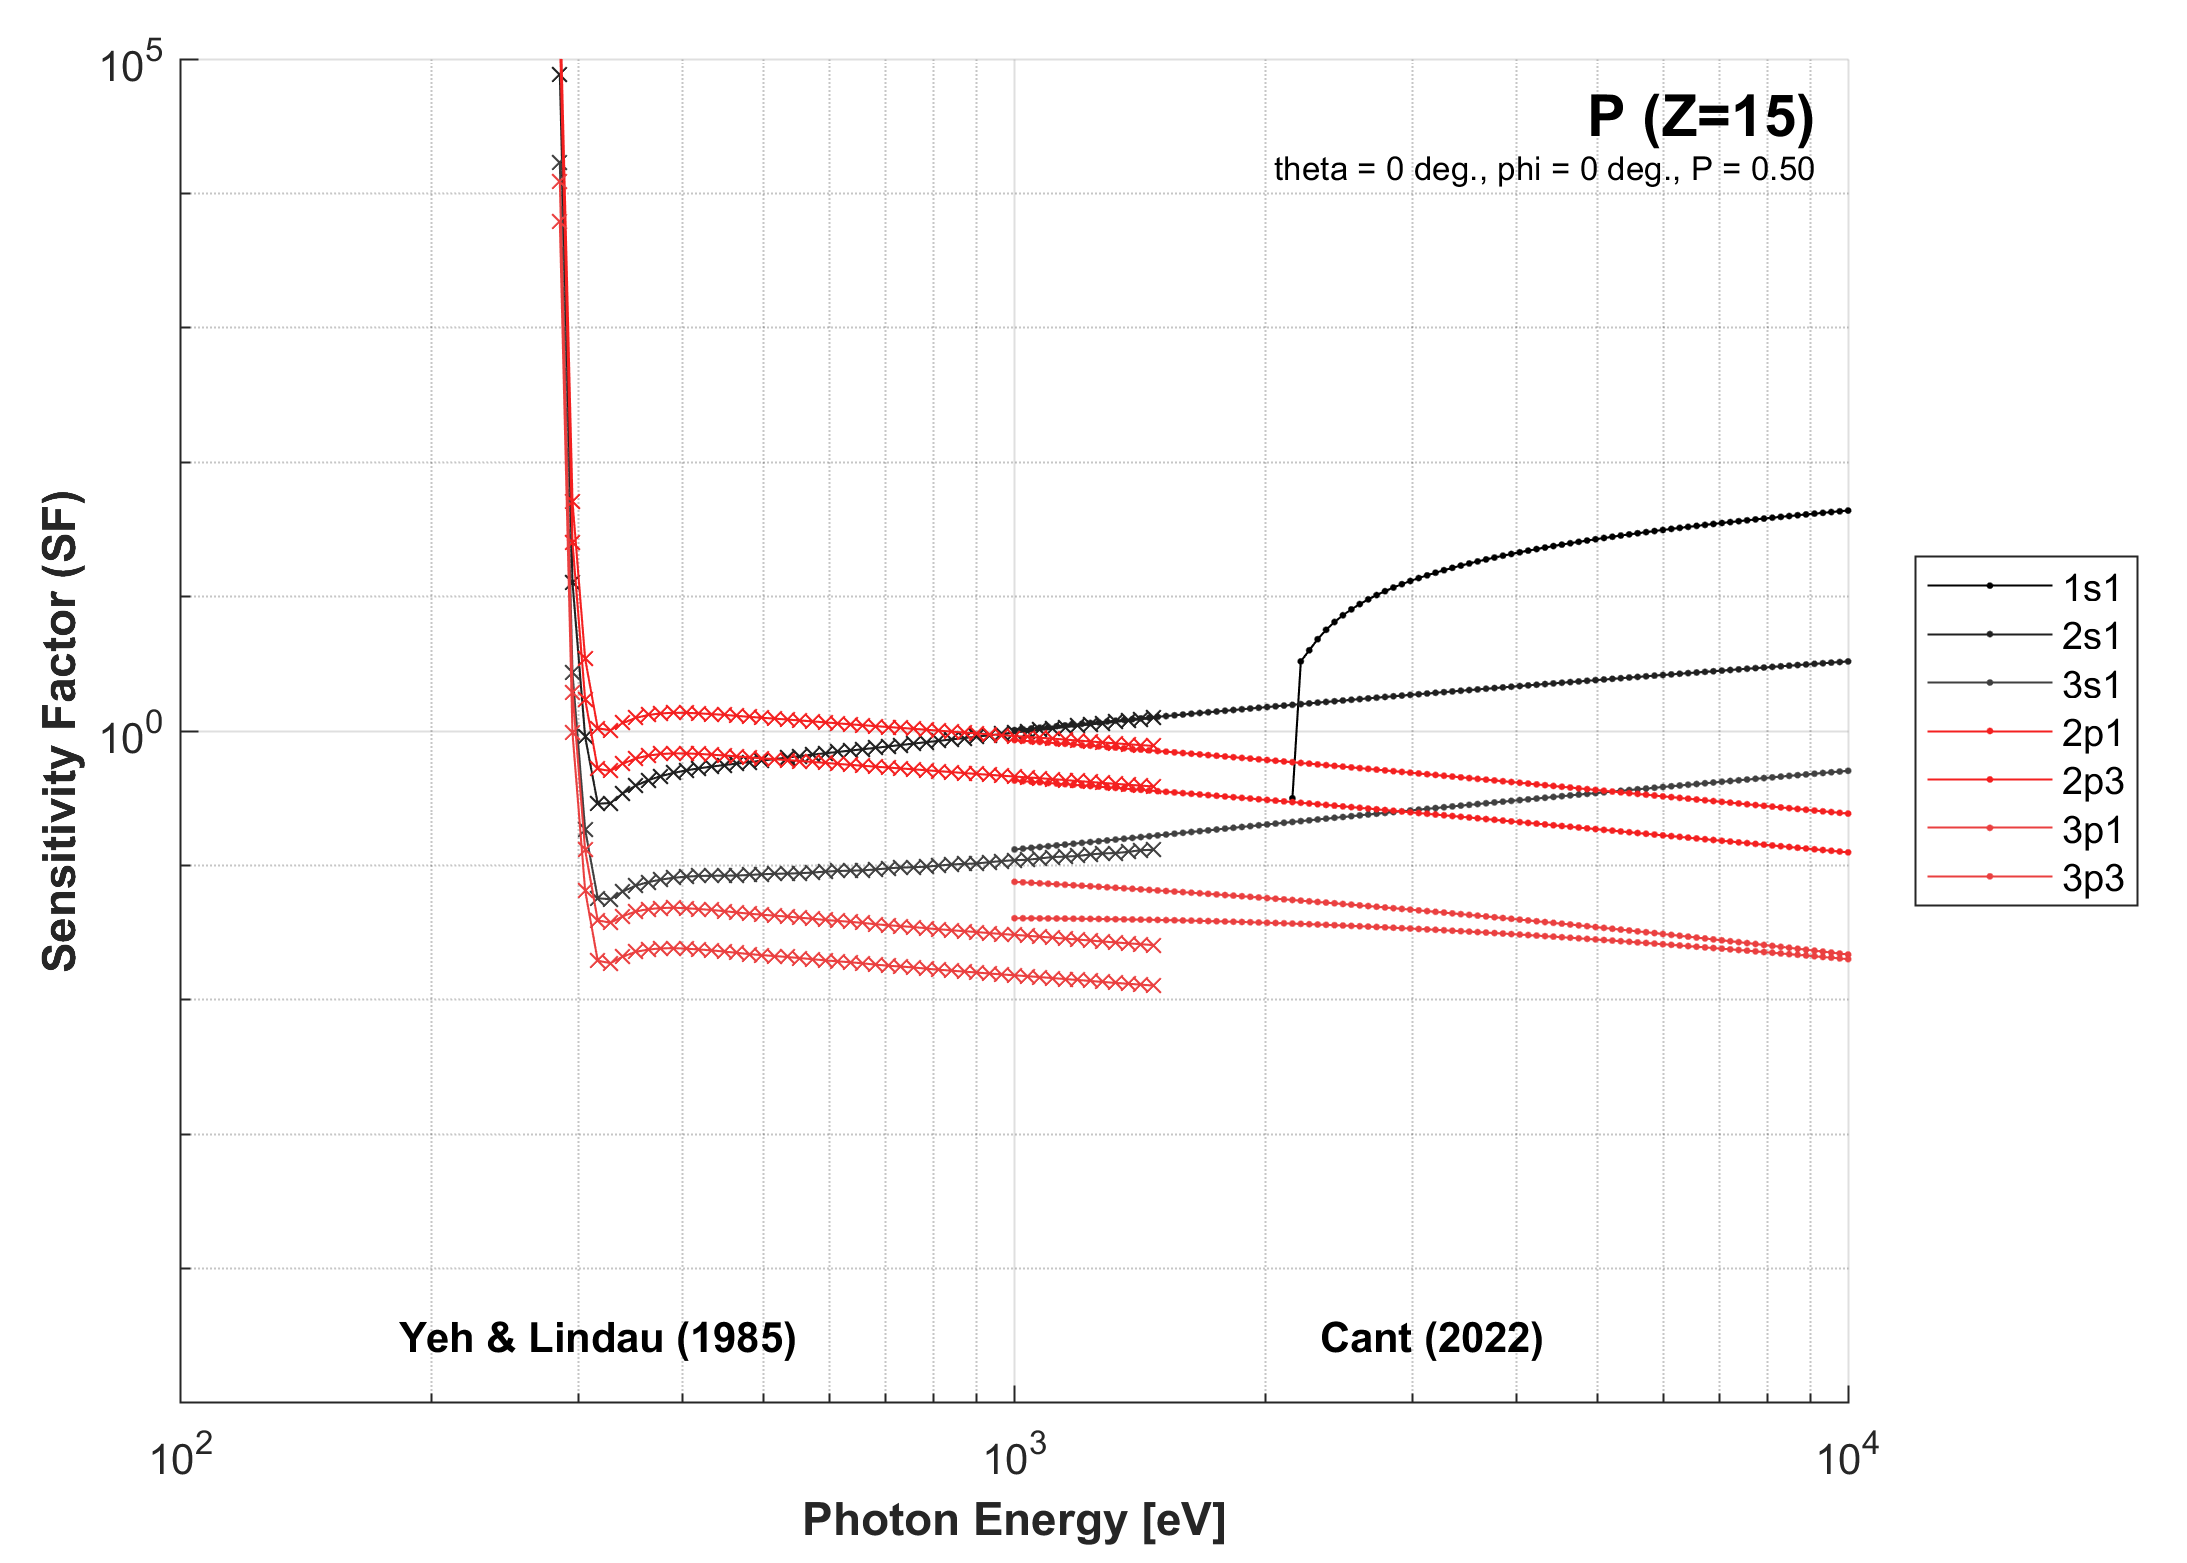 10^5
P (Z=15)
theta = 0 deg., phi = 0 deg., P = 0.50
Sensitivity Factor (SF)
10^0
1s1
2s1
3s1
2p1
2p3
3p1
3p3
Yeh & Lindau (1985)
Cant (2022)
10^2
10^3
10^4
Photon Energy [eV]